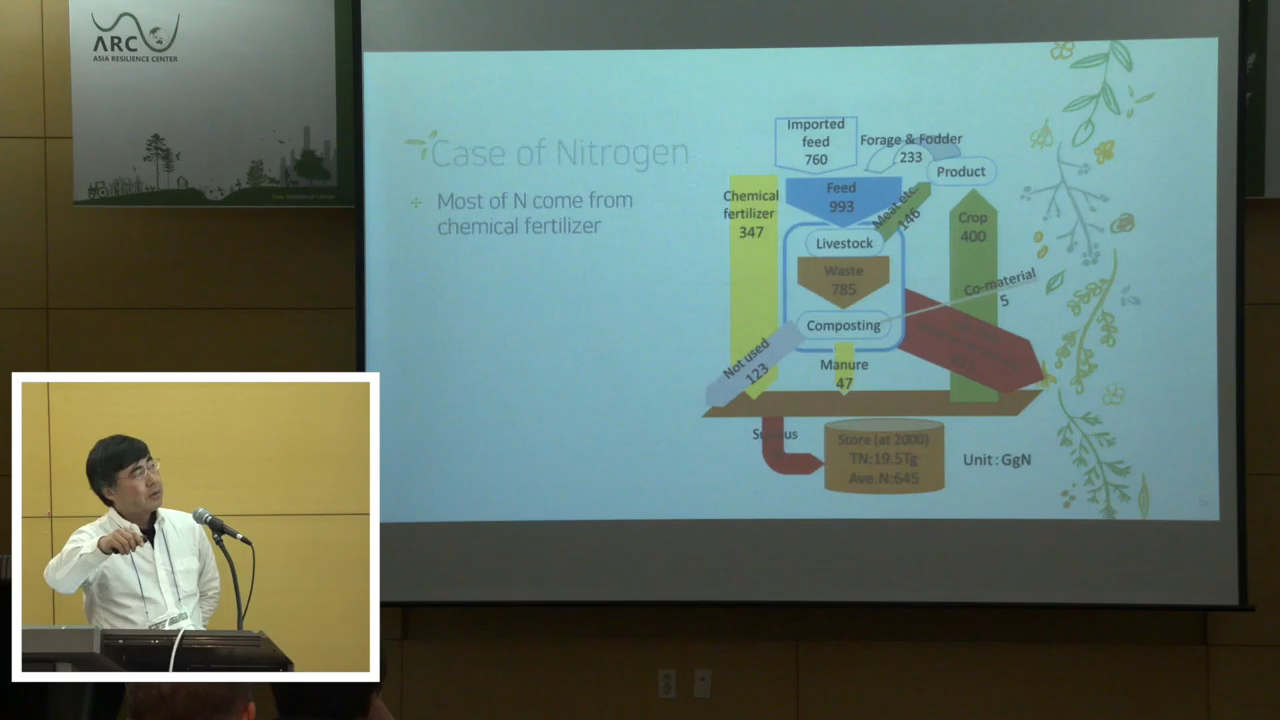 ARC
ASIA RESILIENCE CENTER
Case of Nitrogen
Most of N come from
chemical fertilizer
Imported
feed
760
Forage & Fodder
233
Product
Chemical
fertilizer
347
Feed
993
Meat etc.
146
Crop
400
Livestock
Waste
785
Co-material
5
Composting
Not used
123
Manure
47
Store (at 2000)
TN:19.5Tg
Ave.N:645
Unit:GgN